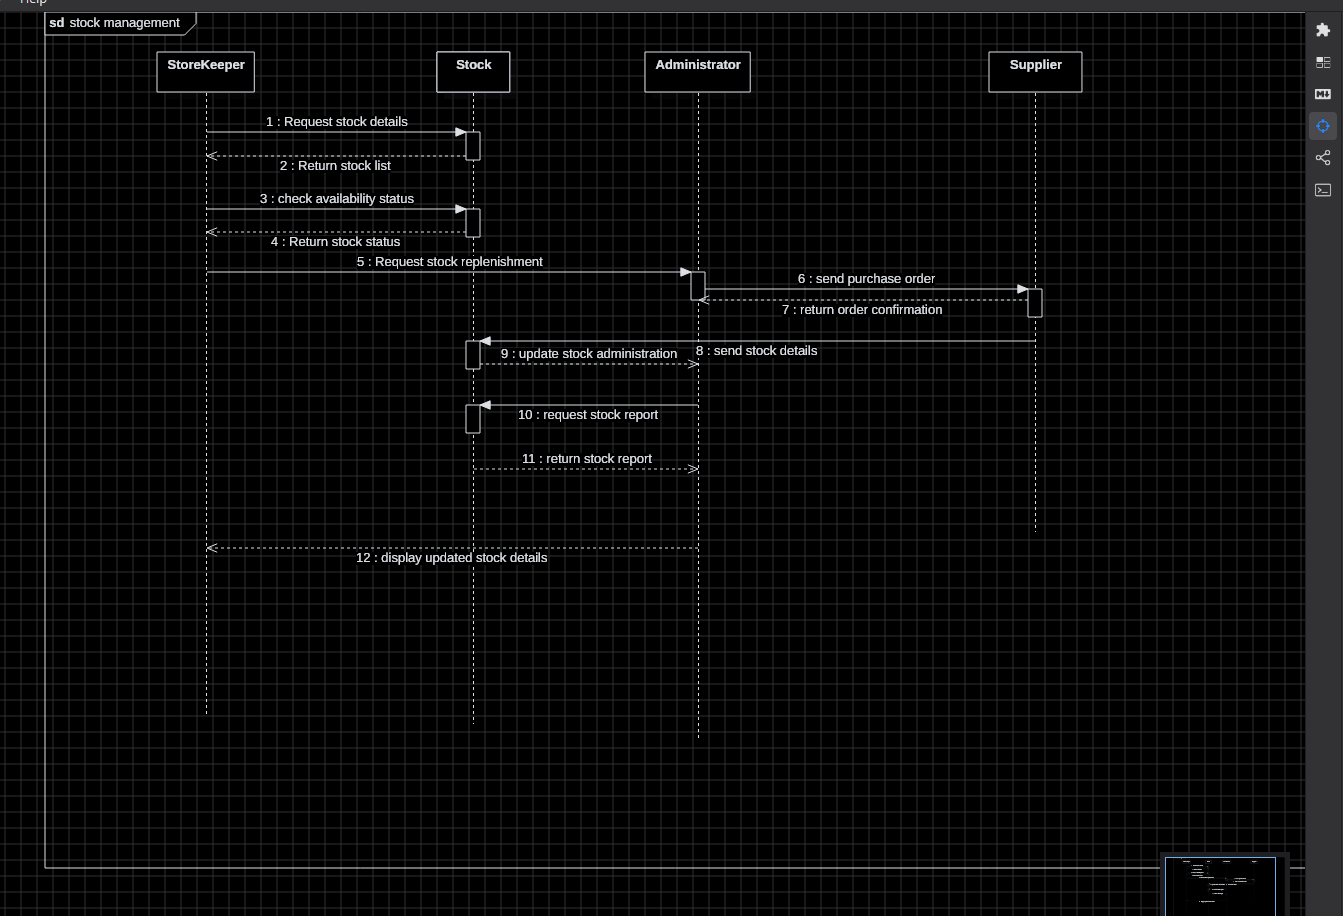 Help
sd stock management
StoreKeeper
Stock
Administrator
Supplier
1 : Request stock details
2 : Return stock list
3 : check availability status
4 : Return stock status
5 : Request stock replenishment
6 : send purchase order
7 : return order confirmation
9 : update stock administration
8 : send stock details
10 : request stock report
11 : return stock report
12 : display updated stock details